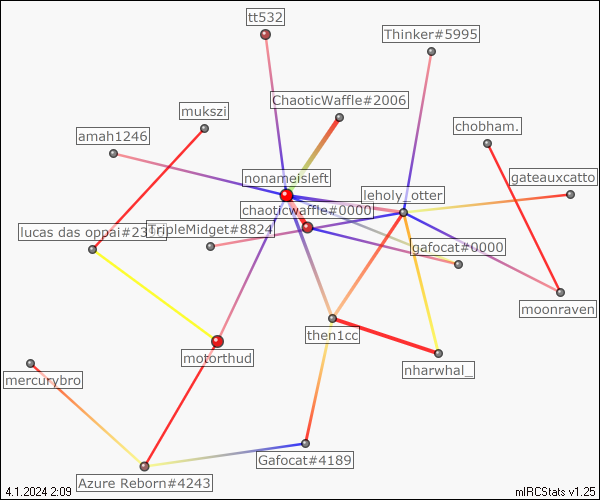 tt532
Thinker#5995
ChaoticWaffle#2006
mukszi
chobham.
amah1246
nonameisleft
gateauxcatto
leholy_otter
chaoticwaffle#0000
lucas das oppai#23
TripleMidget#8824
gafocat#0000
moonraven
then1cc
motorthud
nharwhal_
mercurybro
Gafocat#4189
Azure Reborn#4243
4.1.2024 2:09
mIRCStats v1.25